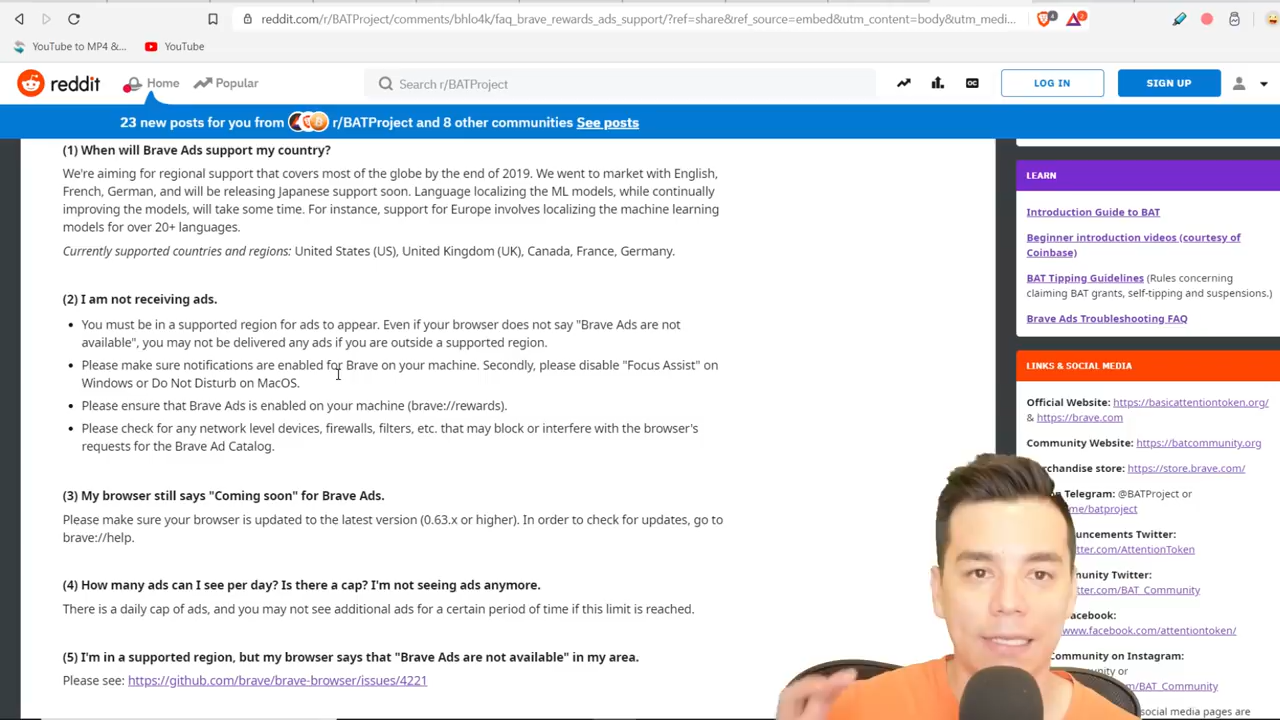 reddit.com/r/BATProject/comments/bhlo4k/faq_brave_rewards_ads_support/?ref=share&ref_source=embed&utm_content=body&utm_medi...
4
2
YouTube to MP4 &...
YouTube
reddit
Home
Popular
Search r/BATProject
OC
LOG IN
SIGN UP
23 new posts for you from r/BATProject and 8 other communities See posts
(1) When will Brave Ads support my country?
We're aiming for regional support that covers most of the globe by the end of 2019. We went to market with English,
French, German, and will be releasing Japanese support soon. Language localizing the ML models, while continually
improving the models, will take some time. For instance, support for Europe involves localizing the machine learning
models for over 20+ languages.
Currently supported countries and regions: United States (US), United Kingdom (UK), Canada, France, Germany.
(2) I am not receiving ads.
• You must be in a supported region for ads to appear. Even if your browser does not say "Brave Ads are not
available", you may not be delivered any ads if you are outside a supported region.
• Please make sure notifications are enabled for Brave on your machine. Secondly, please disable "Focus Assist" on
Windows or Do Not Disturb on MacOS.
• Please ensure that Brave Ads is enabled on your machine (brave://rewards).
• Please check for any network level devices, firewalls, filters, etc. that may block or interfere with the browser's
requests for the Brave Ad Catalog.
(3) My browser still says "Coming soon" for Brave Ads.
Please make sure your browser is updated to the latest version (0.63.x or higher). In order to check for updates, go to
brave://help.
(4) How many ads can I see per day? Is there a cap? I'm not seeing ads anymore.
There is a daily cap of ads, and you may not see additional ads for a certain period of time if this limit is reached.
(5) I'm in a supported region, but my browser says that "Brave Ads are not available" in my area.
Please see: https://github.com/brave/brave-browser/issues/4221
LEARN
Introduction Guide to BAT
Beginner introduction videos (courtesy of
Coinbase)
BAT Tipping Guidelines (Rules concerning
claiming BAT grants, self-tipping and suspensions.)
Brave Ads Troubleshooting FAQ
LINKS & SOCIAL MEDIA
Official Website: https://basicattentiontoken.org/
& https://brave.com
Community Website: https://batcommunity.org
erchandise store: https://store.brave.com/
n Telegram: @BATProject or
me/batproject
uncements Twitter:
tter.com/AttentionToken
unity Twitter:
tter.com/BAT_Community
acebook:
www.facebook.com/attentiontoken/
munity on Instagram:
unity or
m/BAT_Community
social media pages are